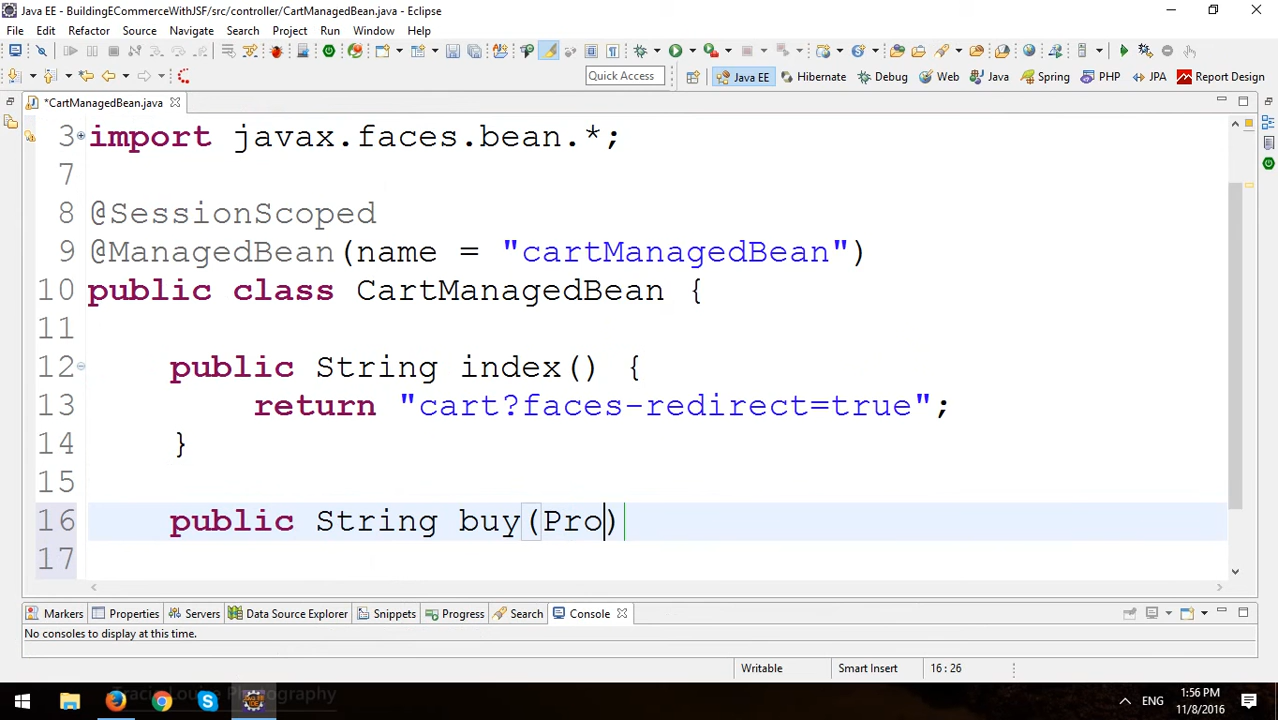 Java EE - BuildingECommerceWithJSF/src/controller/CartManagedBean.java - Eclipse
File Edit Refactor Source Navigate Search Project Run Window Help
Quick Access Java EE Hibernate Debug Web Java Spring PHP JPA Report Design
*CartManagedBean.java
3 import javax.faces.bean.*;
7
8 @SessionScoped
9 @ManagedBean(name = "cartManagedBean")
10 public class CartManagedBean {
11
12 public String index() {
13 return "cart?faces-redirect=true";
14 }
15
16 public String buy(Pro)
17
Markers Properties Servers Data Source Explorer Snippets Progress Search Console
No consoles to display at this time.
Writable Smart Insert 16 : 26
ENG
1:56 PM
11/8/2016